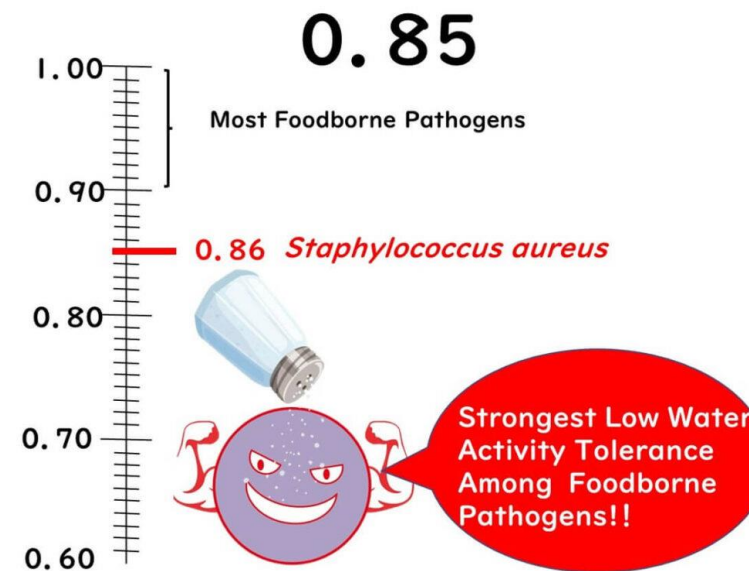 0.85
1.00
Most Foodborne Pathogens
0.90
0.86 Staphylococcus aureus
0.80
0.70
Strongest Low Water
Activity Tolerance
Among Foodborne
Pathogens!!
0.60